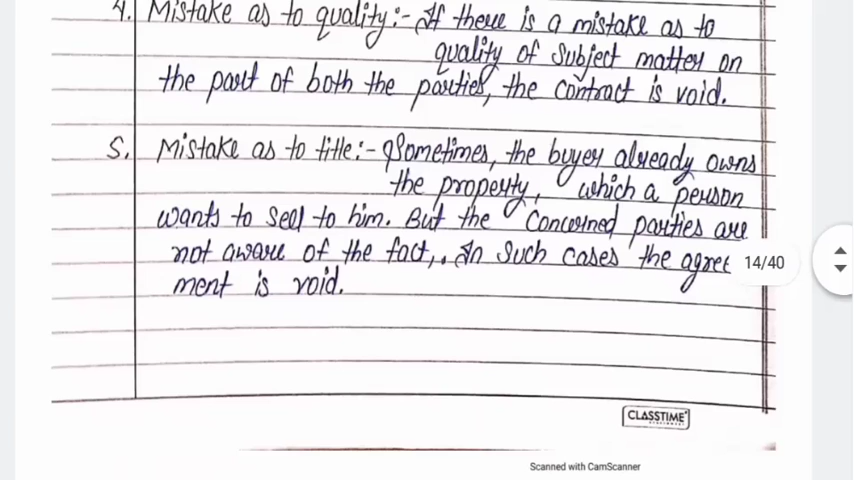 4. Mistake as to quality:- If there is a mistake as to
quality of subject matter on
the part of both the parties, the contract is void.
5. Mistake as to title:- Sometimes, the buyer already owns
the property, which a person
wants to sell to him. But the concerned parties are
not aware of the fact,. In such cases the agree
14/40
ment is void.
CLASSTIME
Scanned with CamScanner